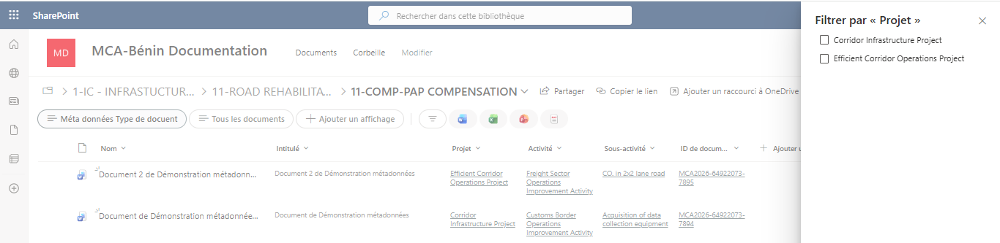 SharePoint
Rechercher dans cette bibliothèque
MD
MCA-Bénin Documentation
Documents
Corbeille
Modifier
1-IC - INFRASTUCTUR...
11-ROAD REHABILITA...
11-COMP-PAP COMPENSATION
Partager
Copier le lien
Ajouter un raccourci à OneDrive
Méta données Type de docuent
Tous les documents
Ajouter un affichage
Nom
Intitulé
Projet
Activité
Sous-activité
ID de docum...
Ajouter u
Document 2 de Démonstration métadonn...
Document 2 de Démonstration métadonnées
Efficient Corridor
Operations Project
Freight Sector
Operations
Improvement Activity
CO. in 2x2 lane road
MCA2026-64922073-
7895
Document de Démonstration métadonnée...
Document de Démonstration métadonnées
Corridor
Infrastructure Project
Customs Border
Operations
Improvement Activity
Acquisition of data
collection equipment
MCA2026-64922073-
7894
Filtrer par « Projet »
Corridor Infrastructure Project
Efficient Corridor Operations Project